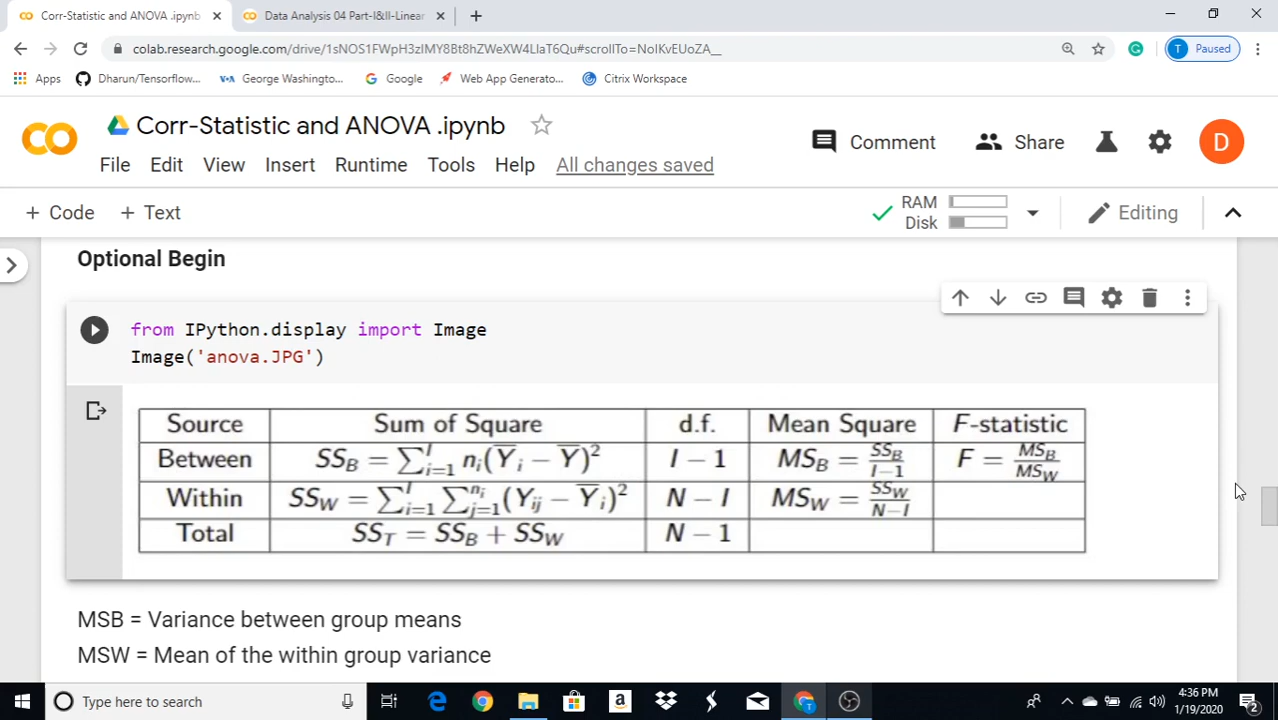 Corr-Statistic and ANOVA .ipynb
Data Analysis 04 Part-I&II-Linear
colab.research.google.com/drive/1sNOS1FWpH3zIMY8Bt8hZWeXW4LlaT6Qu#scrollTo=NoIKvEUoZA__
T Paused
Apps Dharun/Tensorflow... George Washingto... Google Web App Generato... Citrix Workspace
Corr-Statistic and ANOVA .ipynb
Comment Share D
File Edit View Insert Runtime Tools Help All changes saved
+ Code + Text RAM Disk Editing
Optional Begin
from IPython.display import Image
Image('anova.JPG')
Source Sum of Square d.f. Mean Square F-statistic
Between SS_B = ∑_{i=1}^{I} n_i(Ȳ_i − Ȳ)² I − 1 MS_B = SS_B/(I−1) F = MS_B/MS_W
Within SS_W = ∑_{i=1}^{I} ∑_{j=1}^{n_i} (Y_ij − Ȳ_i)² N − I MS_W = SS_W/(N−I)
Total SS_T = SS_B + SS_W N − 1
MSB = Variance between group means
MSW = Mean of the within group variance
Type here to search
4:36 PM
1/19/2020
2